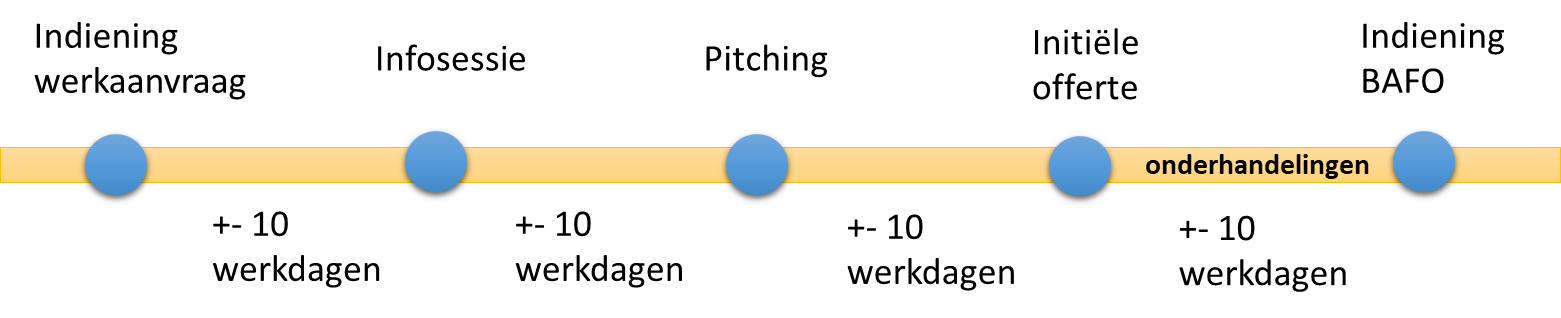 Indiening
werkaanvraag
Infosessie
Pitching
Initiële
offerte
Indiening
BAFO
onderhandelingen
+- 10
werkdagen
+- 10
werkdagen
+- 10
werkdagen
+- 10
werkdagen